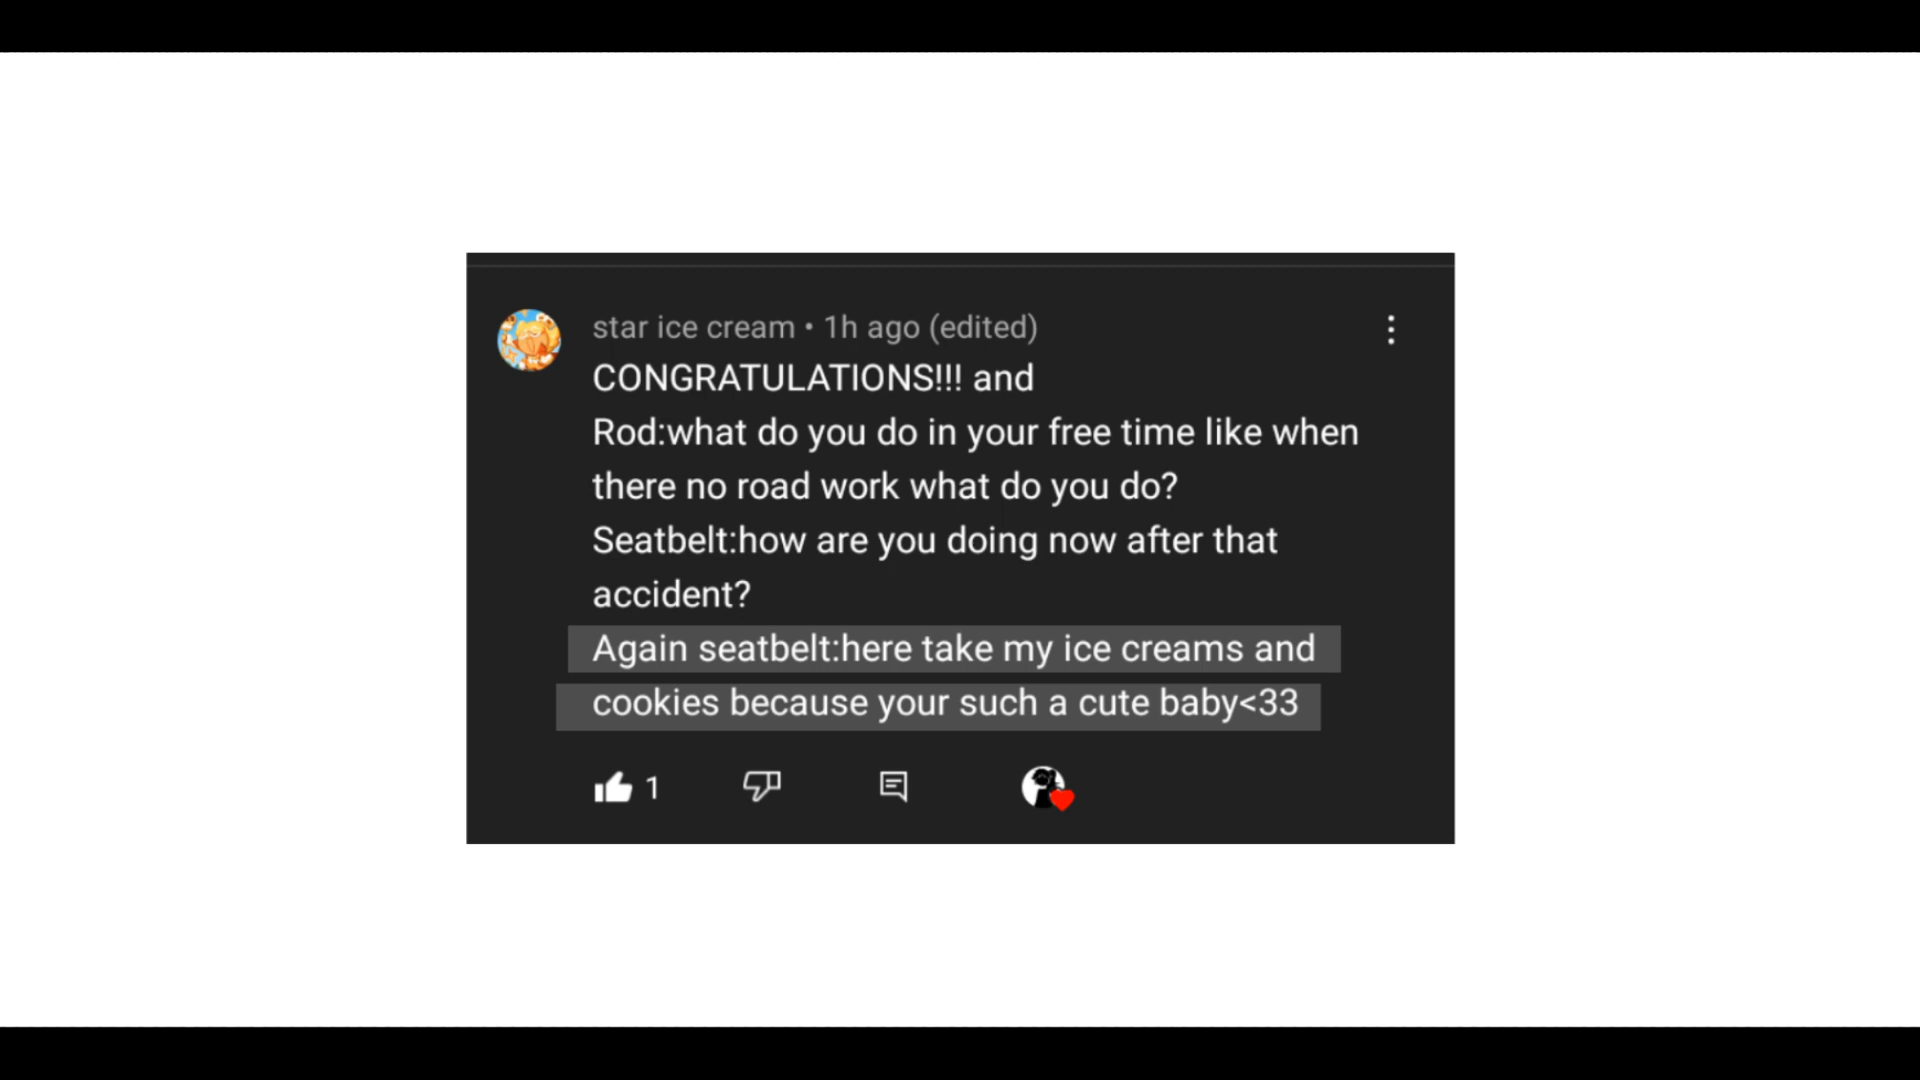 star ice cream • 1h ago (edited)
CONGRATULATIONS!!! and
Rod:what do you do in your free time like when
there no road work what do you do?
Seatbelt:how are you doing now after that
accident?
Again seatbelt:here take my ice creams and
cookies because your such a cute baby<33
1